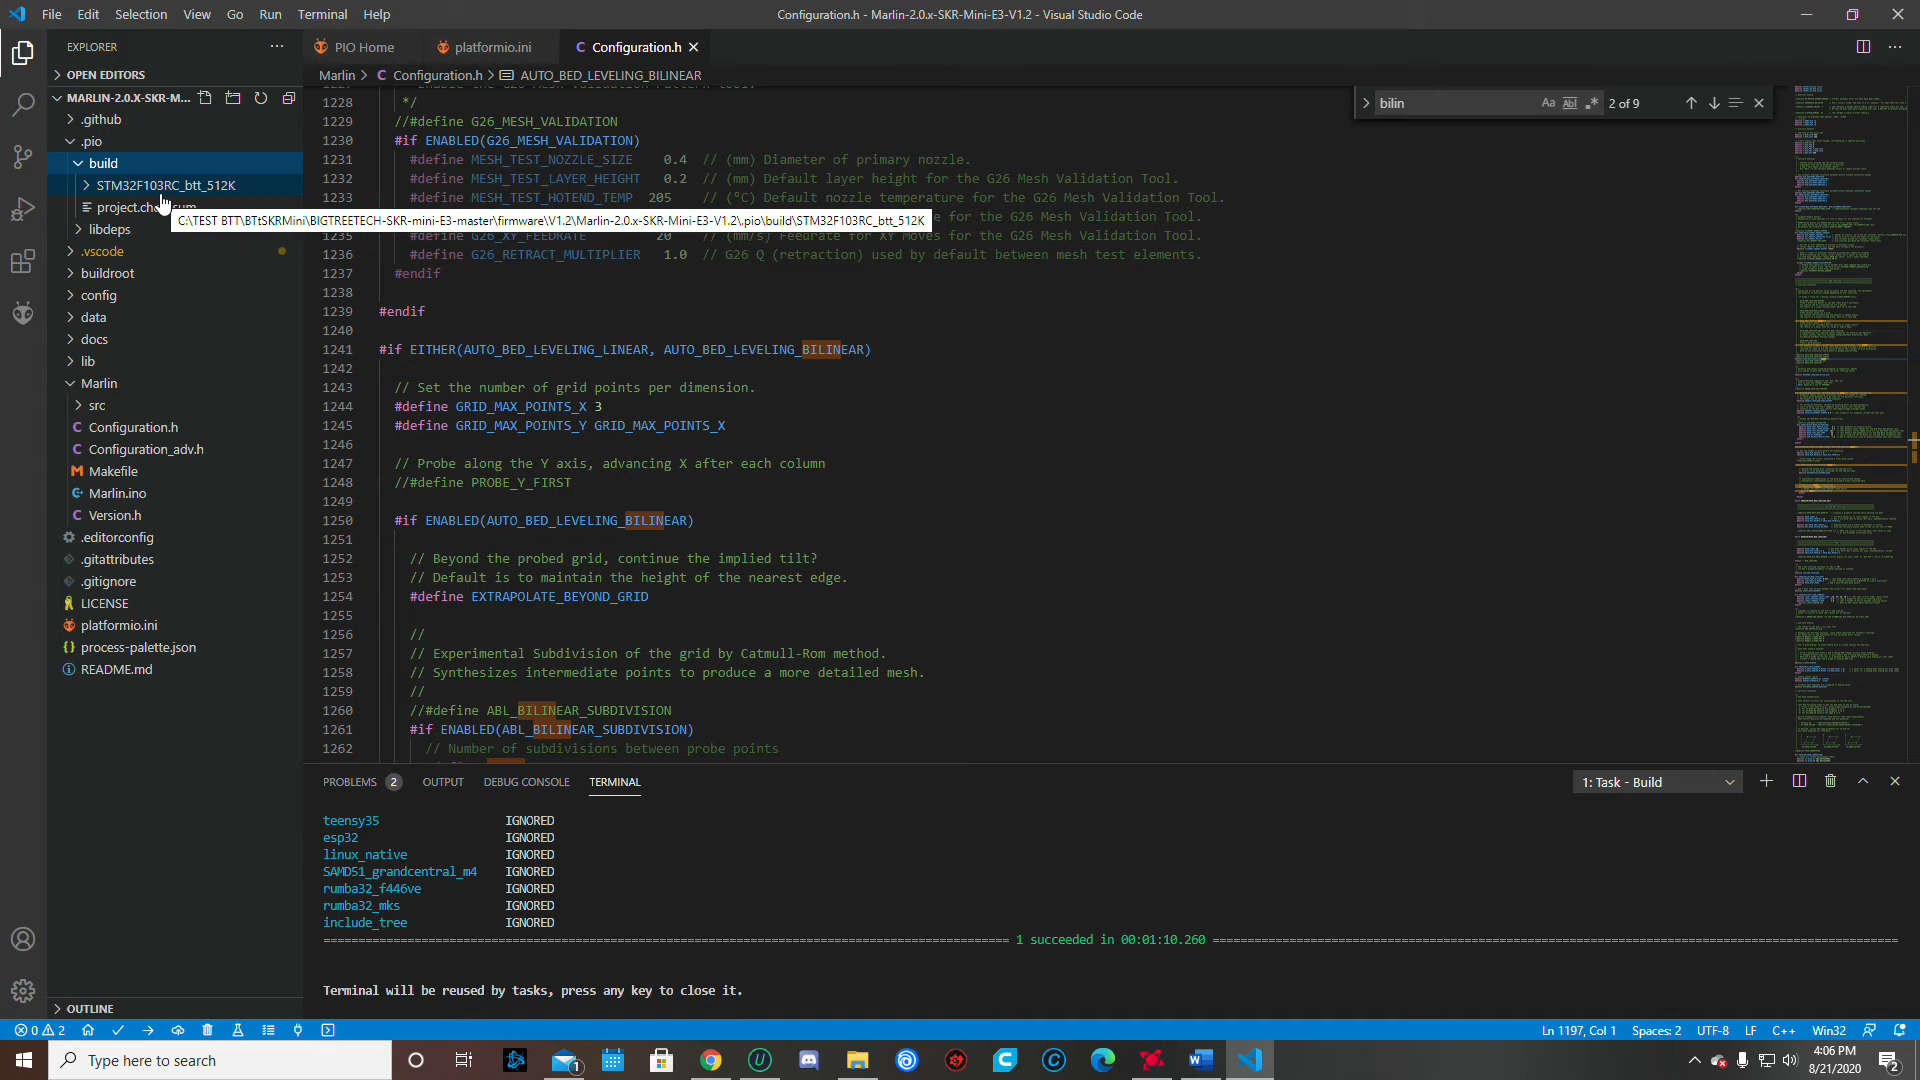 File Edit Selection View Go Run Terminal Help
Configuration.h - Marlin-2.0.x-SKR-Mini-E3-V1.2 - Visual Studio Code
EXPLORER
OPEN EDITORS
MARLIN-2.0.X-SKR-M...
.github
.pio
build
STM32F103RC_btt_512K
libdeps
.vscode
buildroot
config
data
docs
lib
Marlin
src
Configuration.h
Configuration_adv.h
Makefile
Marlin.ino
Version.h
.editorconfig
.gitattributes
.gitignore
LICENSE
platformio.ini
process-palette.json
README.md
OUTLINE
PIO Home platformio.ini Configuration.h
Marlin > Configuration.h > AUTO_BED_LEVELING_BILINEAR
bilin Aa Abl .* 2 of 9
1228 */
1229 //#define G26_MESH_VALIDATION
1230 #if ENABLED(G26_MESH_VALIDATION)
1231 #define MESH_TEST_NOZZLE_SIZE 0.4 // (mm) Diameter of primary nozzle.
1232 #define MESH_TEST_LAYER_HEIGHT 0.2 // (mm) Default layer height for the G26 Mesh Validation Tool.
1233 #define MESH_TEST_HOTEND_TEMP 205 // (°C) Default nozzle temperature for the G26 Mesh Validation Tool.
for the G26 Mesh Validation Tool.
C:\TEST BTT\BTtSKRMini\BIGTREETECH-SKR-mini-E3-master\firmware\V1.2\Marlin-2.0.x-SKR-Mini-E3-V1.2\.pio\build\STM32F103RC_btt_512K
1235 #define G26_XY_FEEDRATE 20 // (mm/s) Feedrate for XY Moves for the G26 Mesh Validation Tool.
1236 #define G26_RETRACT_MULTIPLIER 1.0 // G26 Q (retraction) used by default between mesh test elements.
1237 #endif
1238
1239 #endif
1240
1241 #if EITHER(AUTO_BED_LEVELING_LINEAR, AUTO_BED_LEVELING_BILINEAR)
1242
1243 // Set the number of grid points per dimension.
1244 #define GRID_MAX_POINTS_X 3
1245 #define GRID_MAX_POINTS_Y GRID_MAX_POINTS_X
1246
1247 // Probe along the Y axis, advancing X after each column
1248 //#define PROBE_Y_FIRST
1249
1250 #if ENABLED(AUTO_BED_LEVELING_BILINEAR)
1251
1252 // Beyond the probed grid, continue the implied tilt?
1253 // Default is to maintain the height of the nearest edge.
1254 #define EXTRAPOLATE_BEYOND_GRID
1255
1256 //
1257 // Experimental Subdivision of the grid by Catmull-Rom method.
1258 // Synthesizes intermediate points to produce a more detailed mesh.
1259 //
1260 //#define ABL_BILINEAR_SUBDIVISION
1261 #if ENABLED(ABL_BILINEAR_SUBDIVISION)
1262 // Number of subdivisions between probe points
PROBLEMS 2 OUTPUT DEBUG CONSOLE TERMINAL
1: Task - Build
teensy35 IGNORED
esp32 IGNORED
linux_native IGNORED
SAMD51_grandcentral_m4 IGNORED
rumba32_f446ve IGNORED
rumba32_mks IGNORED
include_tree IGNORED
1 succeeded in 00:01:10.260
Terminal will be reused by tasks, press any key to close it.
0 2
Ln 1197, Col 1 Spaces: 2 UTF-8 LF C++ Win32
Type here to search
4:06 PM
8/21/2020